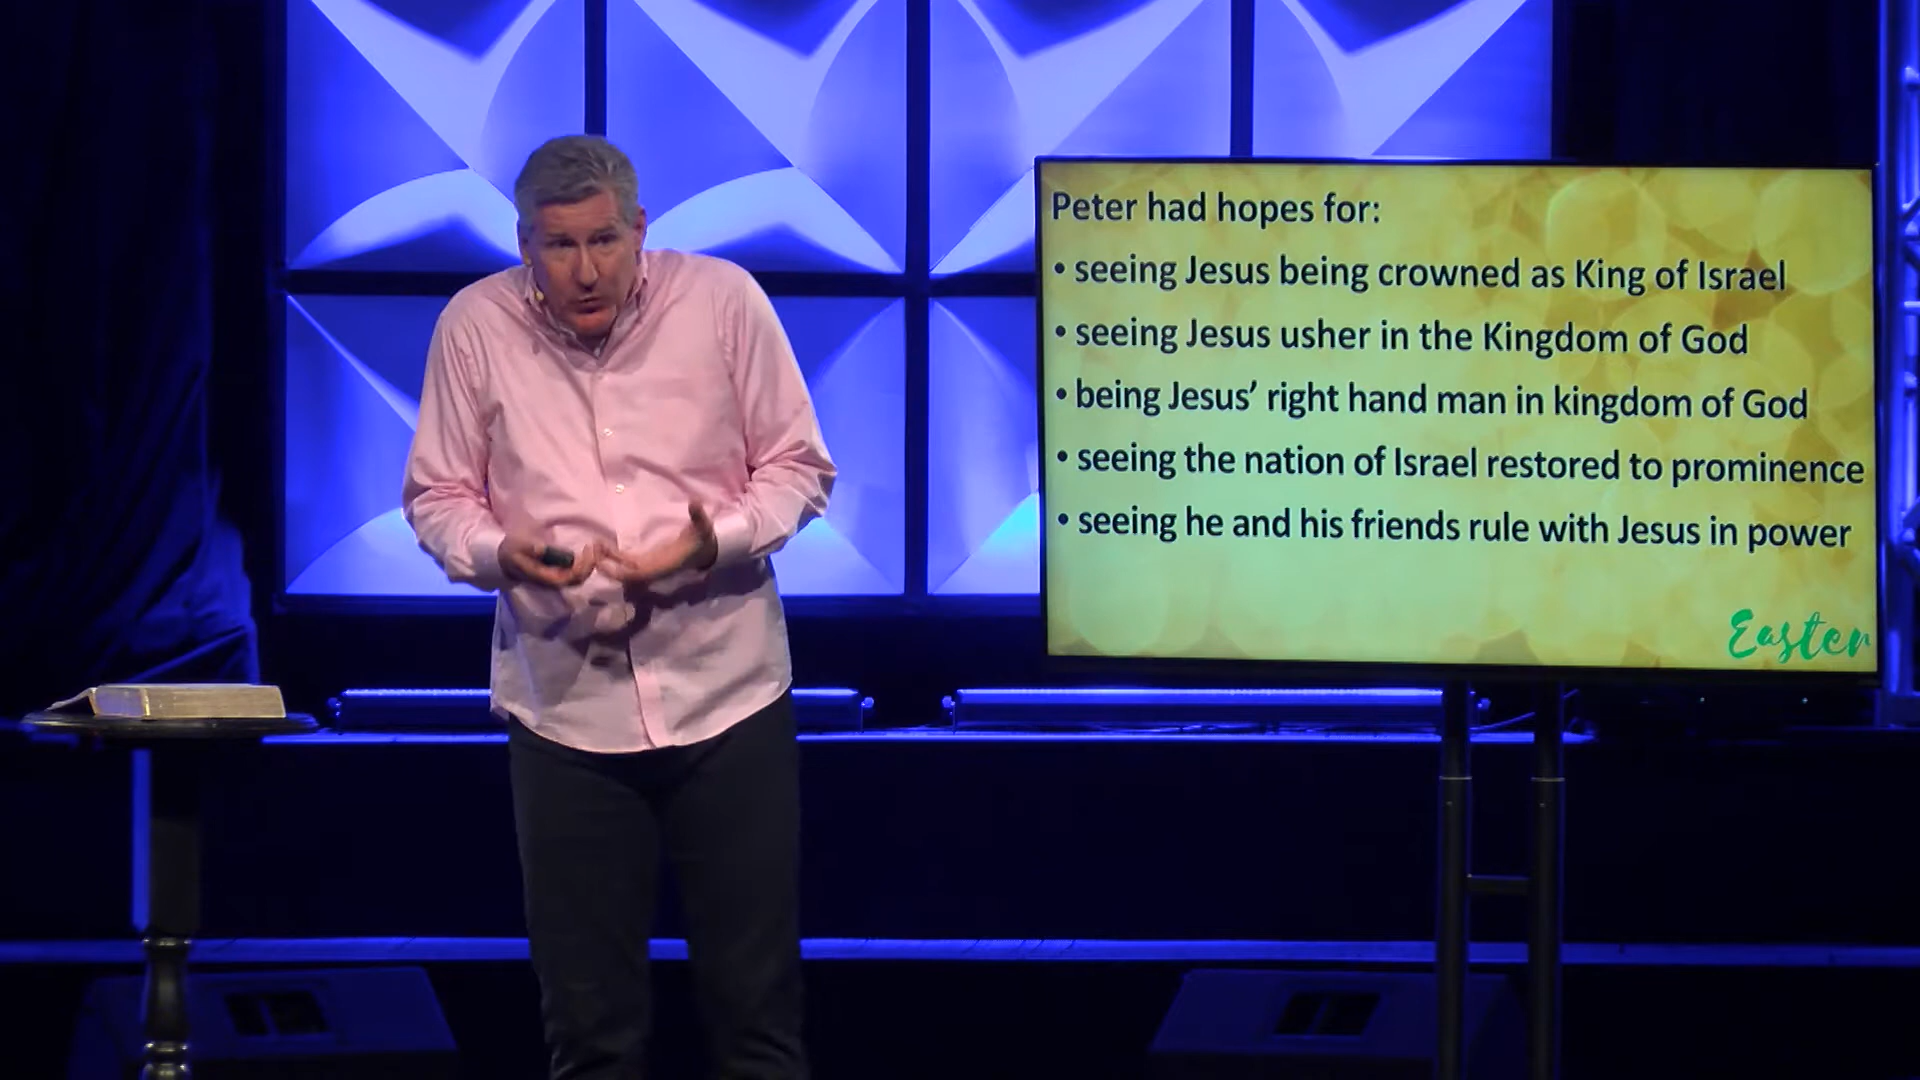 Peter had hopes for:
• seeing Jesus being crowned as King of Israel
• seeing Jesus usher in the Kingdom of God
• being Jesus’ right hand man in kingdom of God
• seeing the nation of Israel restored to prominence
• seeing he and his friends rule with Jesus in power
Easter